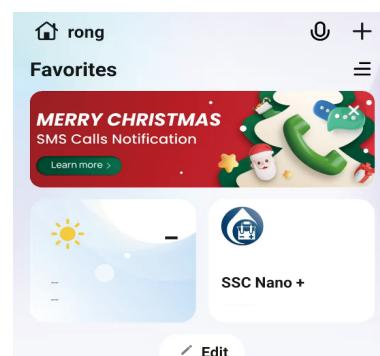 rong
Favorites
MERRY CHRISTMAS
SMS Calls Notification
Learn more >
–
--
--
SSC Nano +
Edit